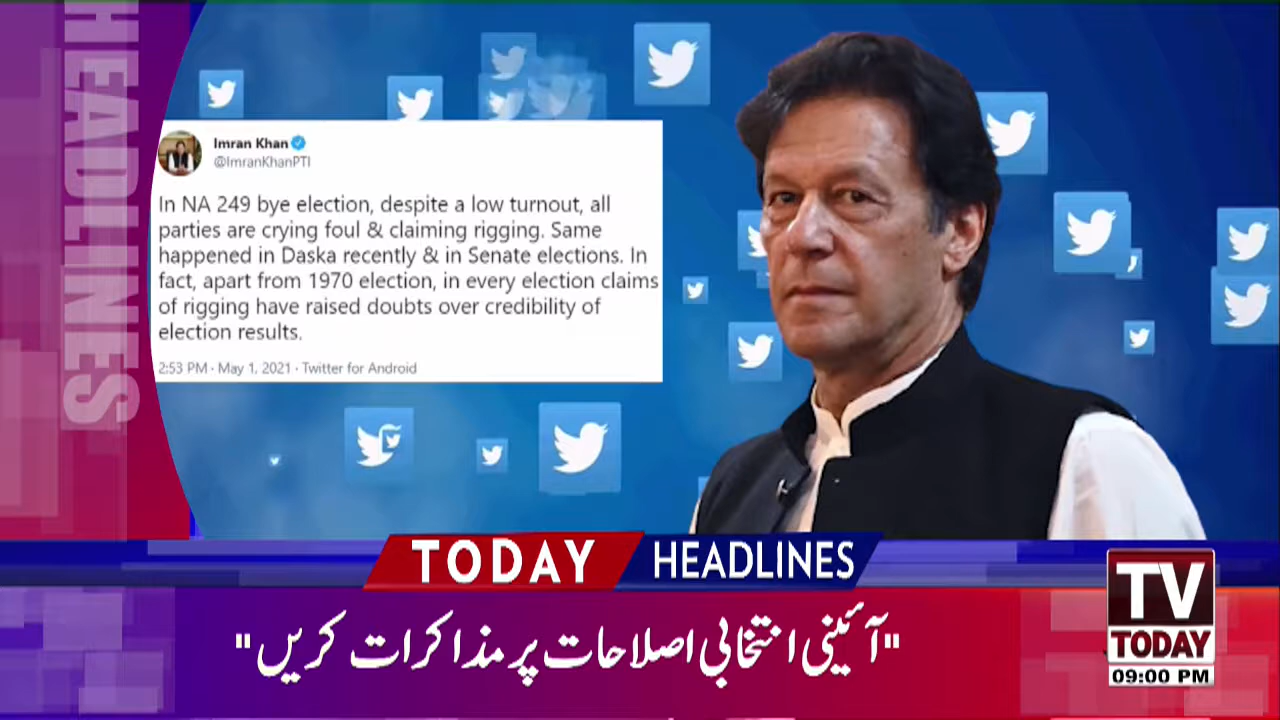 HEADLINES
Imran Khan
@ImranKhanPTI
In NA 249 bye election, despite a low turnout, all
parties are crying foul & claiming rigging. Same
happened in Daska recently & in Senate elections. In
fact, apart from 1970 election, in every election claims
of rigging have raised doubts over credibility of
election results.
2:53 PM · May 1, 2021 · Twitter for Android
TODAY HEADLINES
"آئینی انتخابی اصلاحات پر مذاکرات کریں"
TV
TODAY
09:00 PM